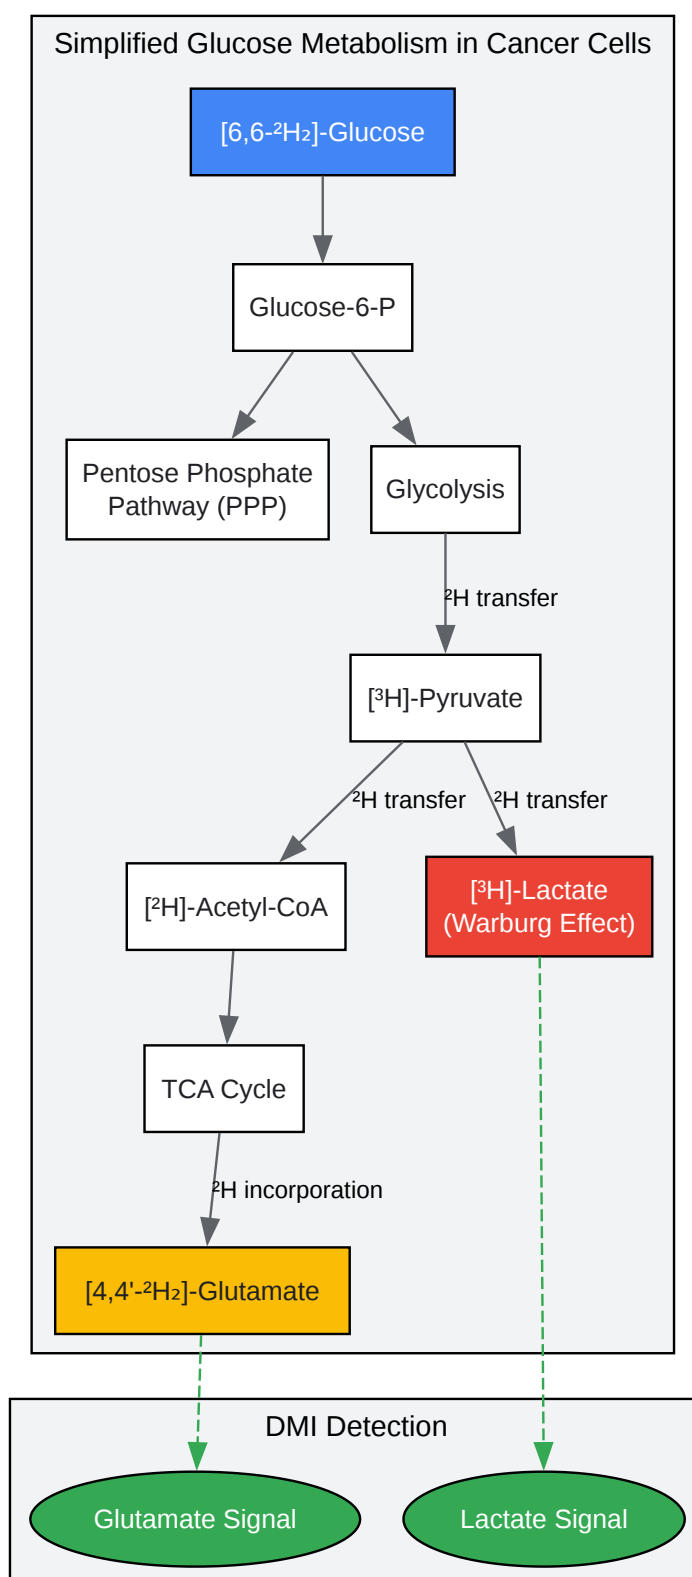 Simplified Glucose Metabolism in Cancer Cells
[6,6-²H₂]-Glucose
Glucose-6-P
Pentose Phosphate
Pathway (PPP)
Glycolysis
²H transfer
[³H]-Pyruvate
²H transfer
²H transfer
[²H]-Acetyl-CoA
[³H]-Lactate
(Warburg Effect)
TCA Cycle
²H incorporation
[4,4'-²H₂]-Glutamate
DMI Detection
Glutamate Signal
Lactate Signal